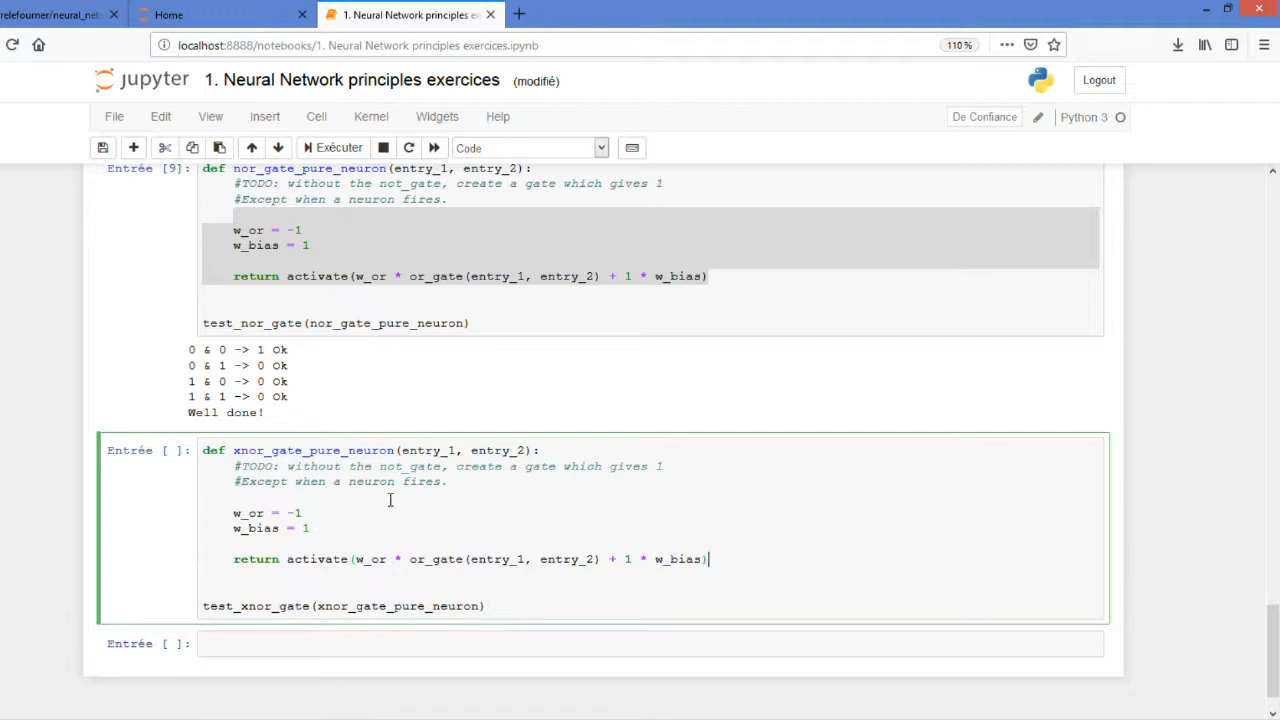 relefourner/neural_net
Home
1. Neural Network principles exe
localhost:8888/notebooks/1. Neural Network principles exercices.ipynb
110 %
jupyter
1. Neural Network principles exercices (modifié)
Logout
File Edit View Insert Cell Kernel Widgets Help
De Confiance
Python 3
Exécuter
Code
Entrée [9]:
def nor_gate_pure_neuron(entry_1, entry_2):
#TODO: without the not_gate, create a gate which gives 1
#Except when a neuron fires.
w_or = -1
w_bias = 1
return activate(w_or * or_gate(entry_1, entry_2) + 1 * w_bias)
test_nor_gate(nor_gate_pure_neuron)
0 & 0 -> 1 Ok
0 & 1 -> 0 Ok
1 & 0 -> 0 Ok
1 & 1 -> 0 Ok
Well done!
Entrée [ ]:
def xnor_gate_pure_neuron(entry_1, entry_2):
#TODO: without the not_gate, create a gate which gives 1
#Except when a neuron fires.
w_or = -1
w_bias = 1
return activate(w_or * or_gate(entry_1, entry_2) + 1 * w_bias)
test_xnor_gate(xnor_gate_pure_neuron)
Entrée [ ]: